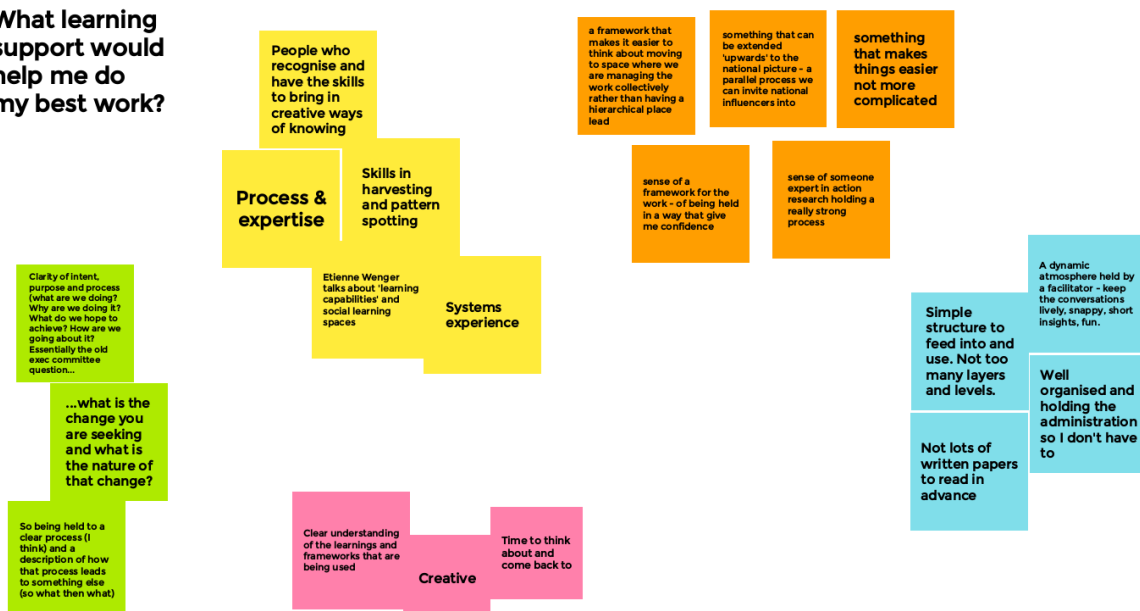 What learning
support would
help me do
my best work?
People who
recognise and
have the skills
to bring in
creative ways
of knowing
Process &
expertise
Skills in
harvesting
and pattern
spotting
Etienne Wenger
talks about 'learning
capabilities' and
social learning
spaces
Systems
experience
a framework that
makes it easier to
think about moving
to space where we
are managing the
work collectively
rather than having a
hierarchical place
lead
something that can
be extended
'upwards' to the
national picture - a
parallel process we
can invite national
influencers into
something
that makes
things easier
not more
complicated
sense of a
framework for the
work - of being held
in a way that give
me confidence
sense of someone
expert in action
research holding a
really strong
process
Clarity of intent,
purpose and process
(what are we doing?
Why are we doing it?
What do we hope to
achieve? How are we
going about it?
Essentially the old
exec committee
question...
...what is the
change you
are seeking
and what is
the nature of
that change?
So being held to a
clear process (I
think) and a
description of how
that process leads
to something else
(so what then what)
Clear understanding
of the learnings and
frameworks that are
being used
Creative
Time to think
about and
come back to
A dynamic
atmosphere held by
a facilitator - keep
the conversations
lively, snappy, short
insights, fun.
Simple
structure to
feed into and
use. Not too
many layers
and levels.
Well
organised and
holding the
administration
so I don't have
to
Not lots of
written papers
to read in
advance